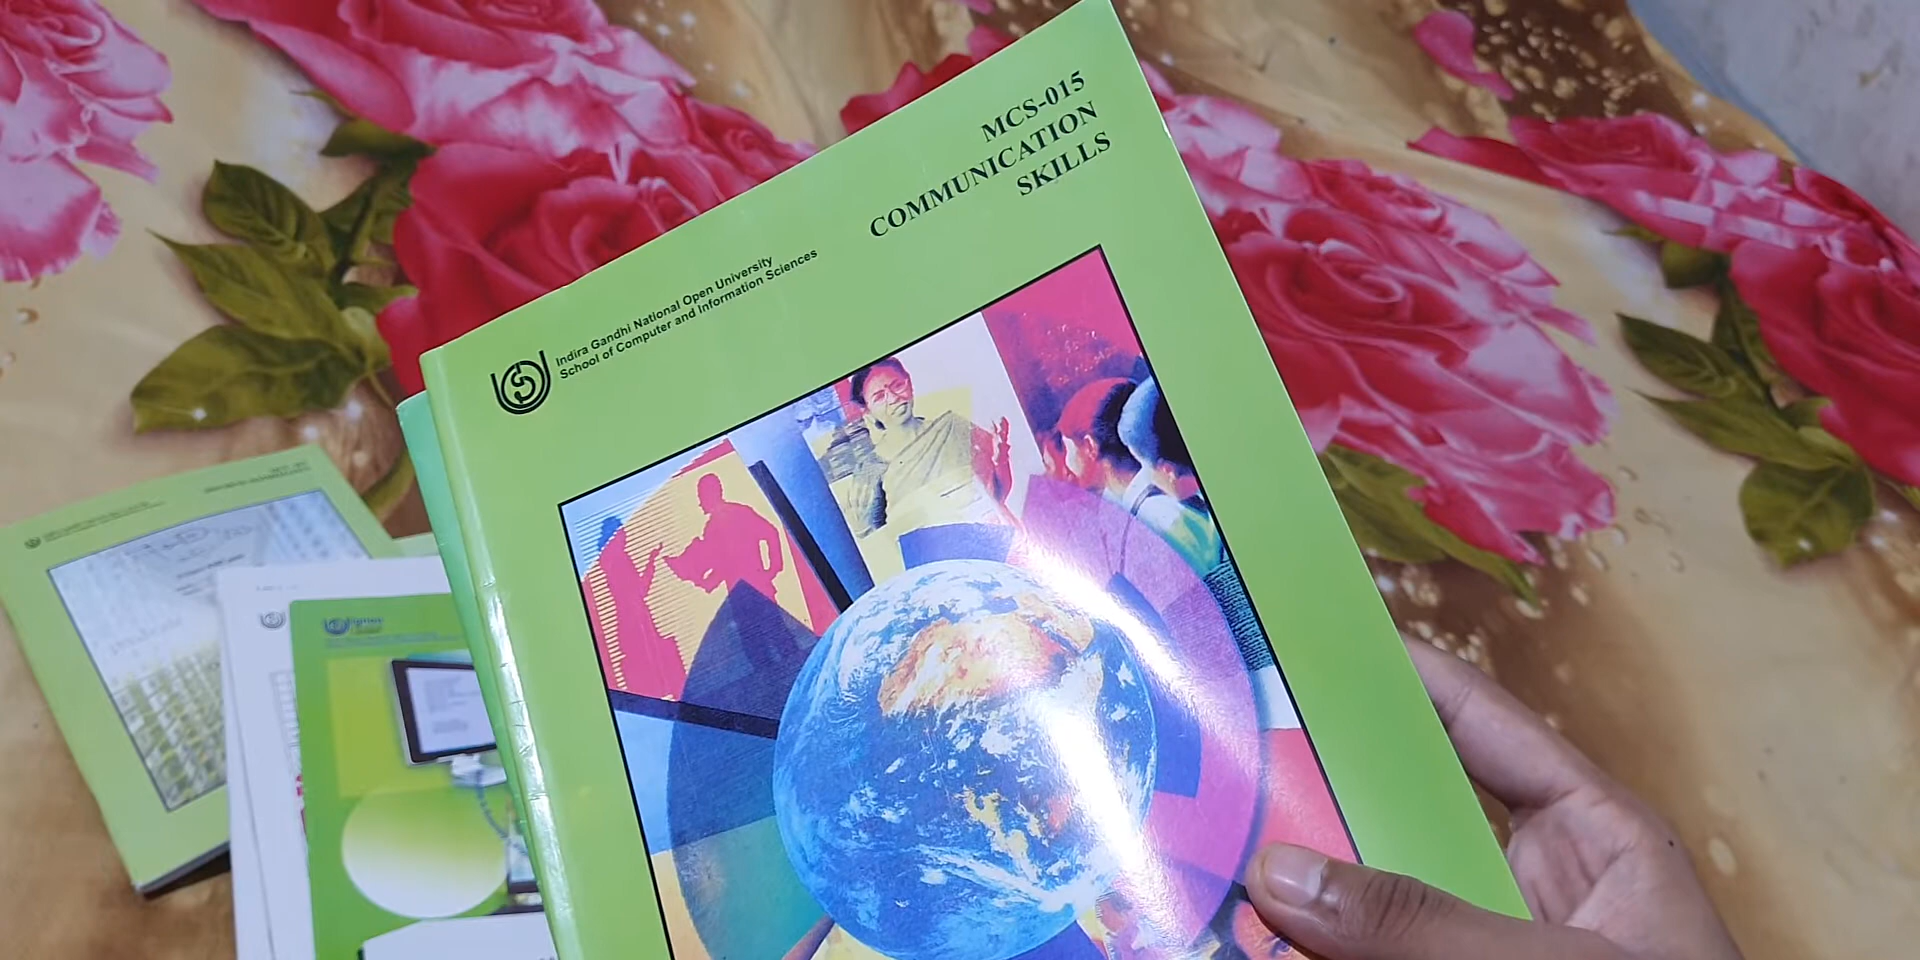 MCS-015
COMMUNICATION
SKILLS
Indira Gandhi National Open University
School of Computer and Information Sciences